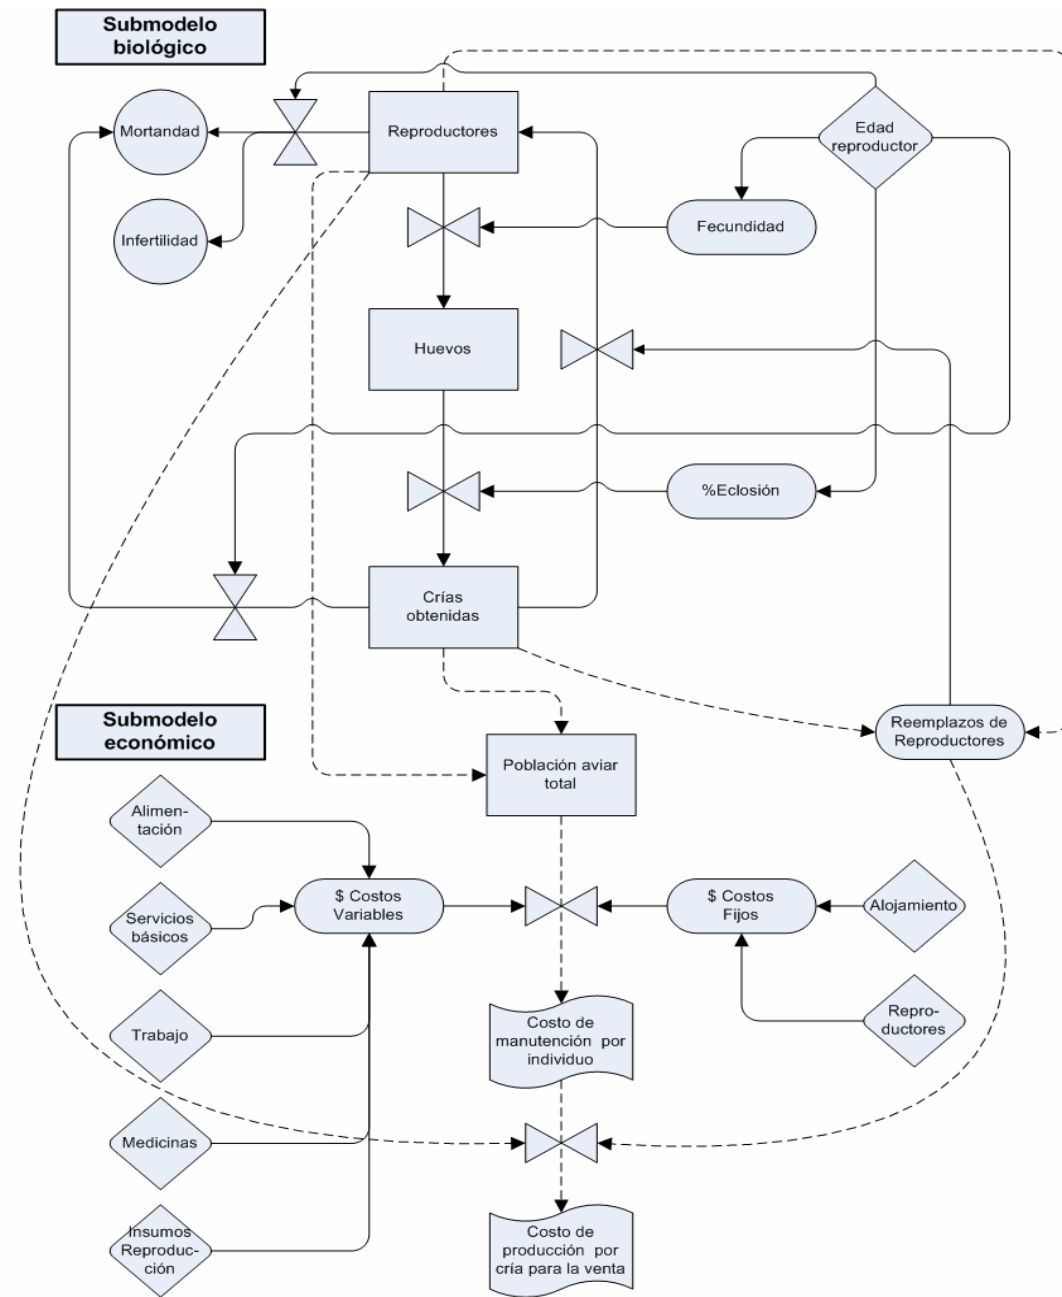 Submodelo
biológico
Mortandad
Reproductores
Edad
reproductor
Infertilidad
Fecundidad
Huevos
%Eclosión
Crías
obtenidas
Submodelo
económico
Reemplazos de
Reproductores
Población aviar
total
Alimen-
tación
$ Costos
Variables
$ Costos
Fijos
Alojamiento
Servicios
básicos
Trabajo
Repro-
ductores
Costo de
manutención por
individuo
Medicinas
Insumos
Reproduc-
ción
Costo de
producción por
cría para la venta